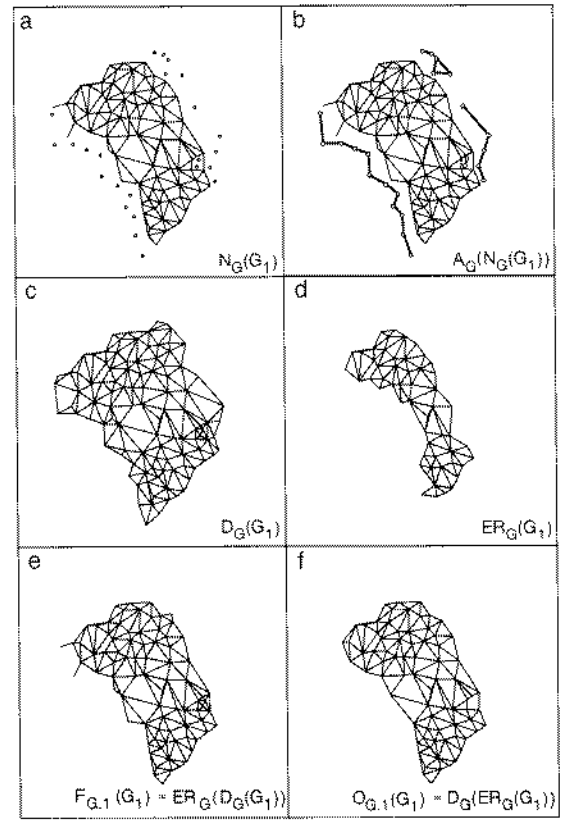 a
b
N_G(G_1)
A_G(N_G(G_1))
c
d
D_G(G_1)
ER_G(G_1)
e
f
F_{G.1}(G_1) = ER_G(D_G(G_1))
O_{G.1}(G_1) = D_G(ER_G(G_1))